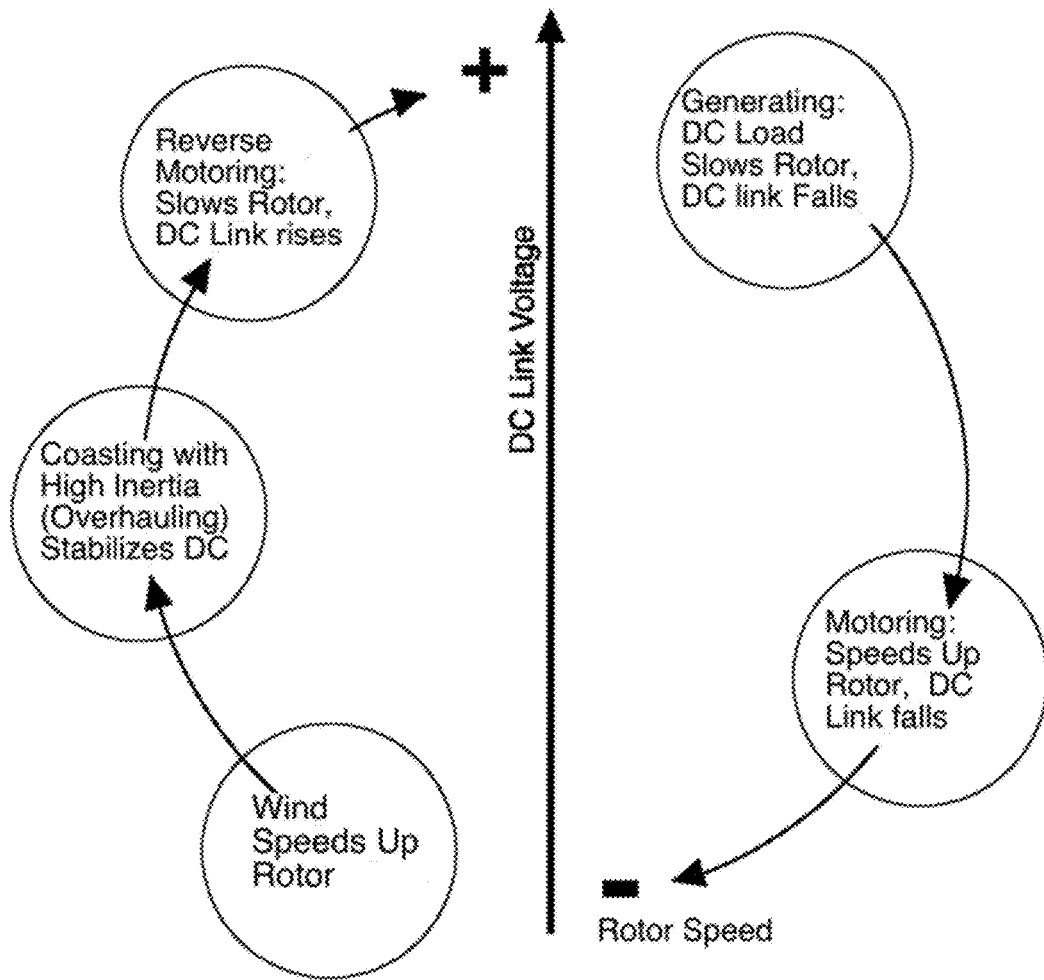 Reverse
Motoring:
Slows Rotor,
DC Link rises
+
DC Link Voltage
Generating:
DC Load
Slows Rotor,
DC link Falls
Coasting with
High Inertia
(Overhauling)
Stabilizes DC
Motoring:
Speeds Up
Rotor, DC
Link falls
Wind
Speeds Up
Rotor
-
Rotor Speed